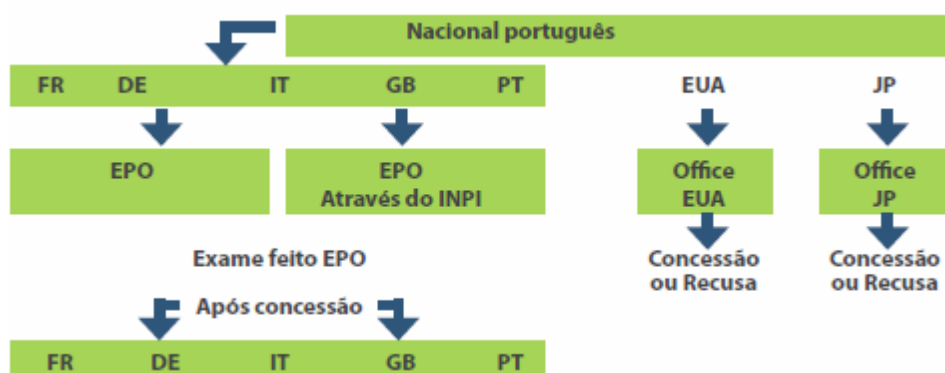 Nacional português
FR DE IT GB PT EUA JP
EPO
EPO
Através do INPI
Office
EUA
Office
JP
Exame feito EPO
Concessão
ou Recusa
Concessão
ou Recusa
Após concessão
FR DE IT GB PT